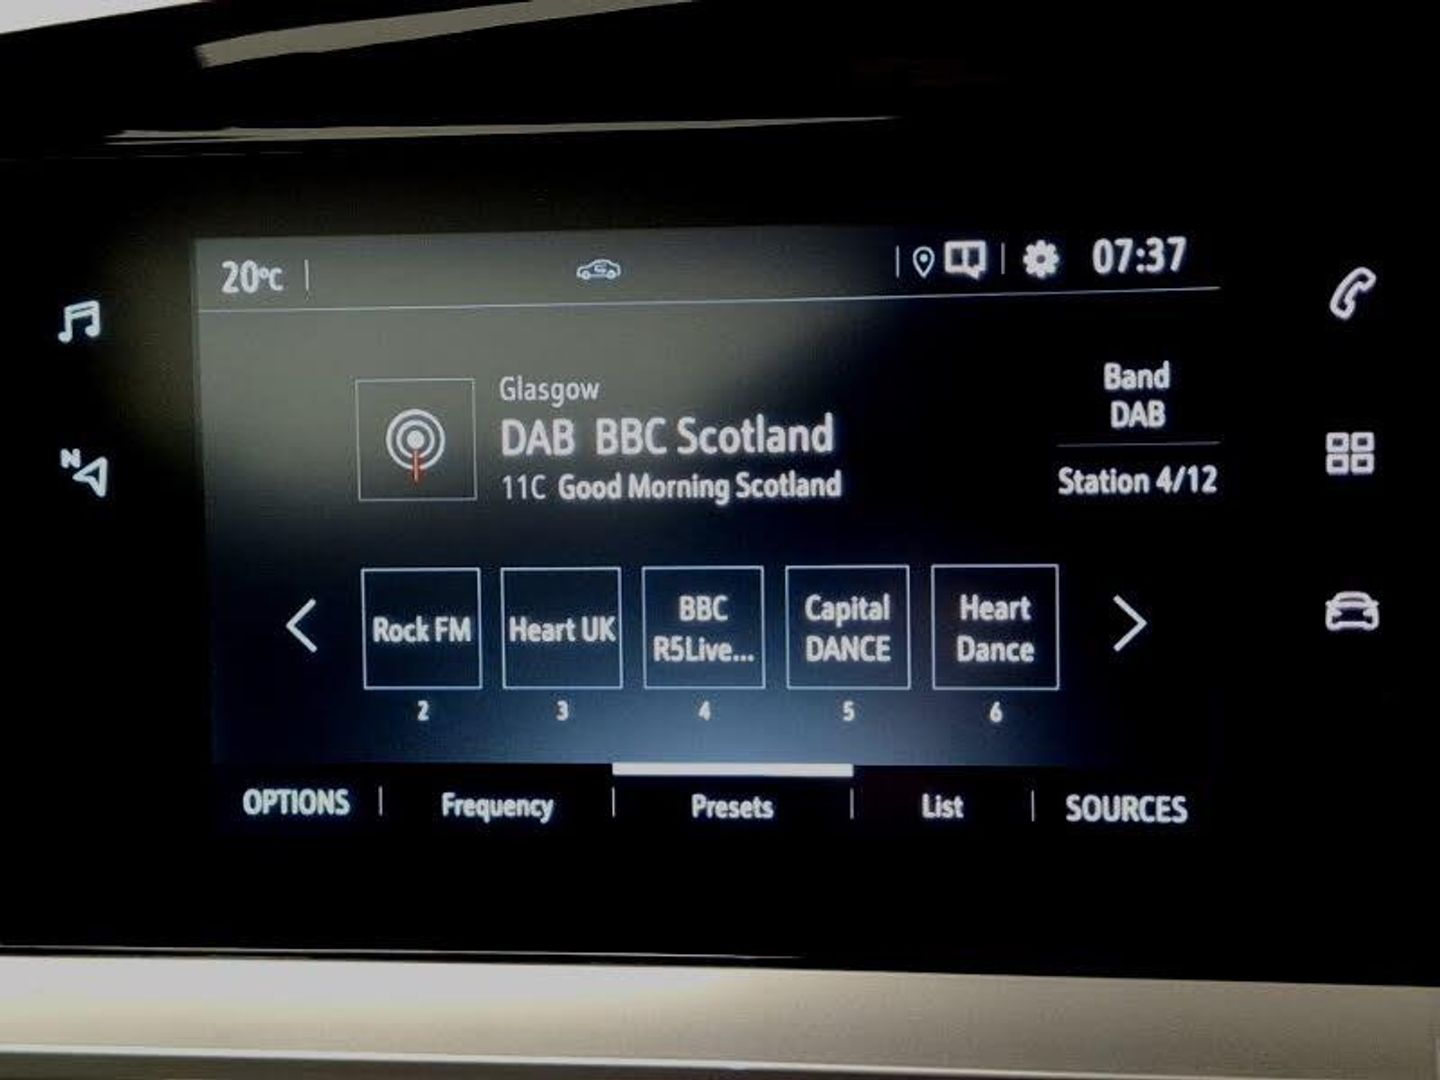 20°C
07:37
N
Glasgow
DAB BBC Scotland
11C Good Morning Scotland
Band
DAB
Station 4/12
Rock FM
2
Heart UK
3
BBC
R5Live...
4
Capital
DANCE
5
Heart
Dance
6
OPTIONS
Frequency
Presets
List
SOURCES